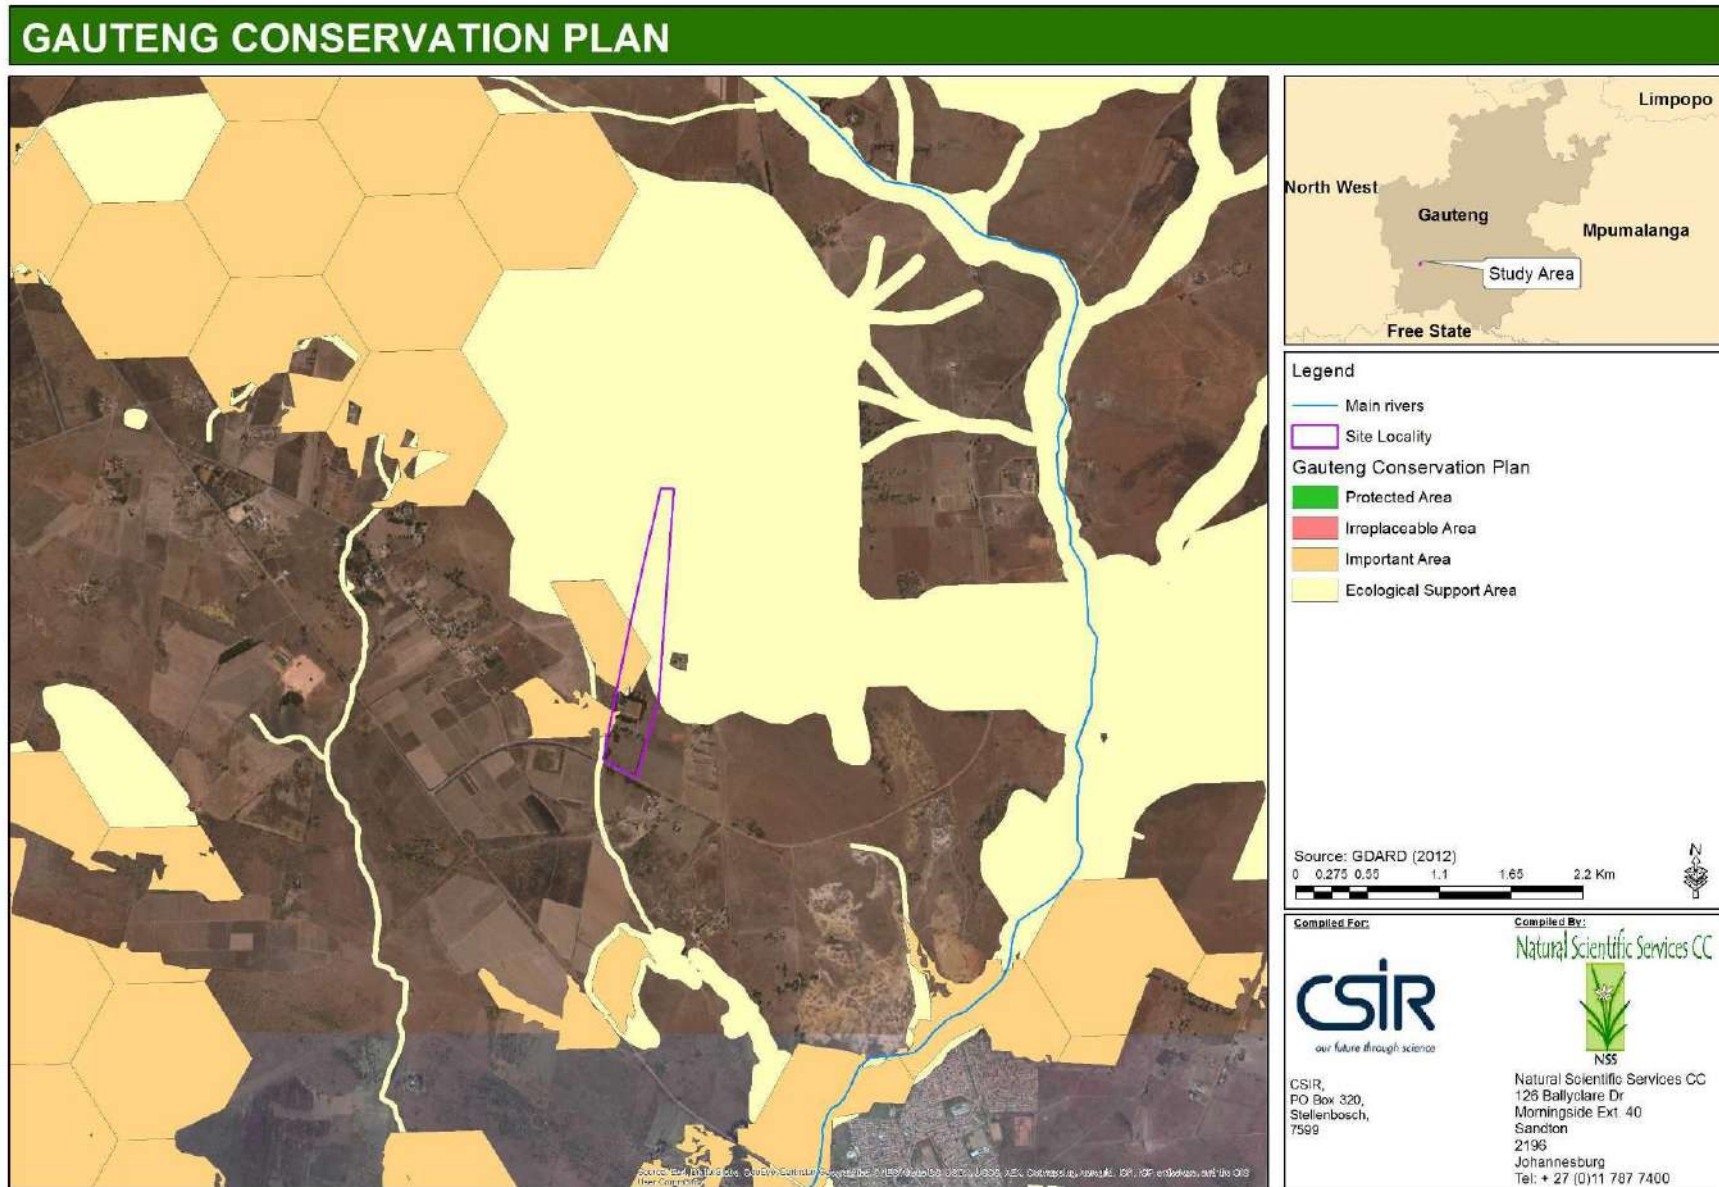 GAUTENG CONSERVATION PLAN
Limpopo
North West
Gauteng
Mpumalanga
Study Area
Free State
Legend
Main rivers
Site Locality
Gauteng Conservation Plan
Protected Area
Irreplaceable Area
Important Area
Ecological Support Area
Source: GDARD (2012)
N
0 0.275 0.55 1.1 1.65 2.2 Km
Compiled For:
CSIR
our future through science
CSIR,
PO Box 320,
Stellenbosch,
7599
Compiled By:
Natural Scientific Services CC
NSS
Natural Scientific Services CC
126 Ballyclare Dr
Morningside Ext 40
Sandton
2196
Johannesburg
Tel: + 27 (0)11 787 7400
Source: Esri,
User Community